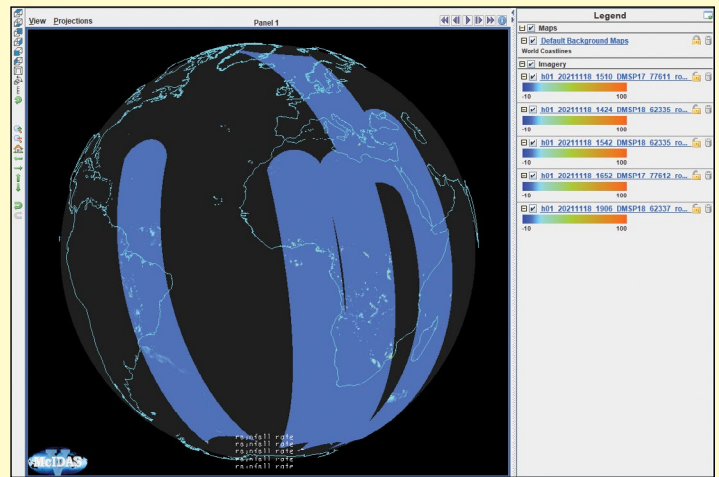 View Projections
Panel 1
rainfall rate
rainfall rate
rainfall rate
rainfall rate
rainfall rate
McIDAS V
Legend
Maps
Default Background Maps
World Coastlines
Imagery
h01_20211118_1510_DMSP17_77611_ro...
-10 100
h01_20211118_1424_DMSP18_62335_ro...
-10 100
h01_20211118_1542_DMSP18_62335_ro...
-10 100
h01_20211118_1652_DMSP17_77612_ro...
-10 100
h01_20211118_1906_DMSP18_62337_ro...
-10 100